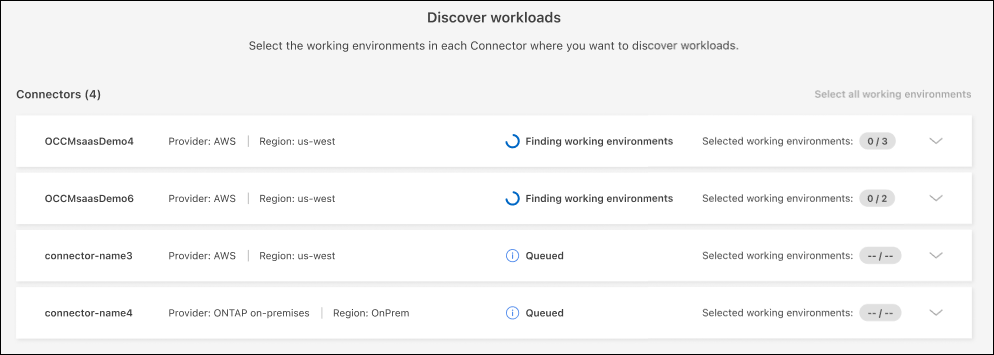 Discover workloads
Select the working environments in each Connector where you want to discover workloads.
Connectors (4) Select all working environments
OCCMsaasDemo4 Provider: AWS | Region: us-west Finding working environments Selected working environments: 0 / 3
OCCMsaasDemo6 Provider: AWS | Region: us-west Finding working environments Selected working environments: 0 / 2
connector-name3 Provider: AWS | Region: us-west Queued Selected working environments: -- / --
connector-name4 Provider: ONTAP on-premises | Region: OnPrem Queued Selected working environments: -- / --